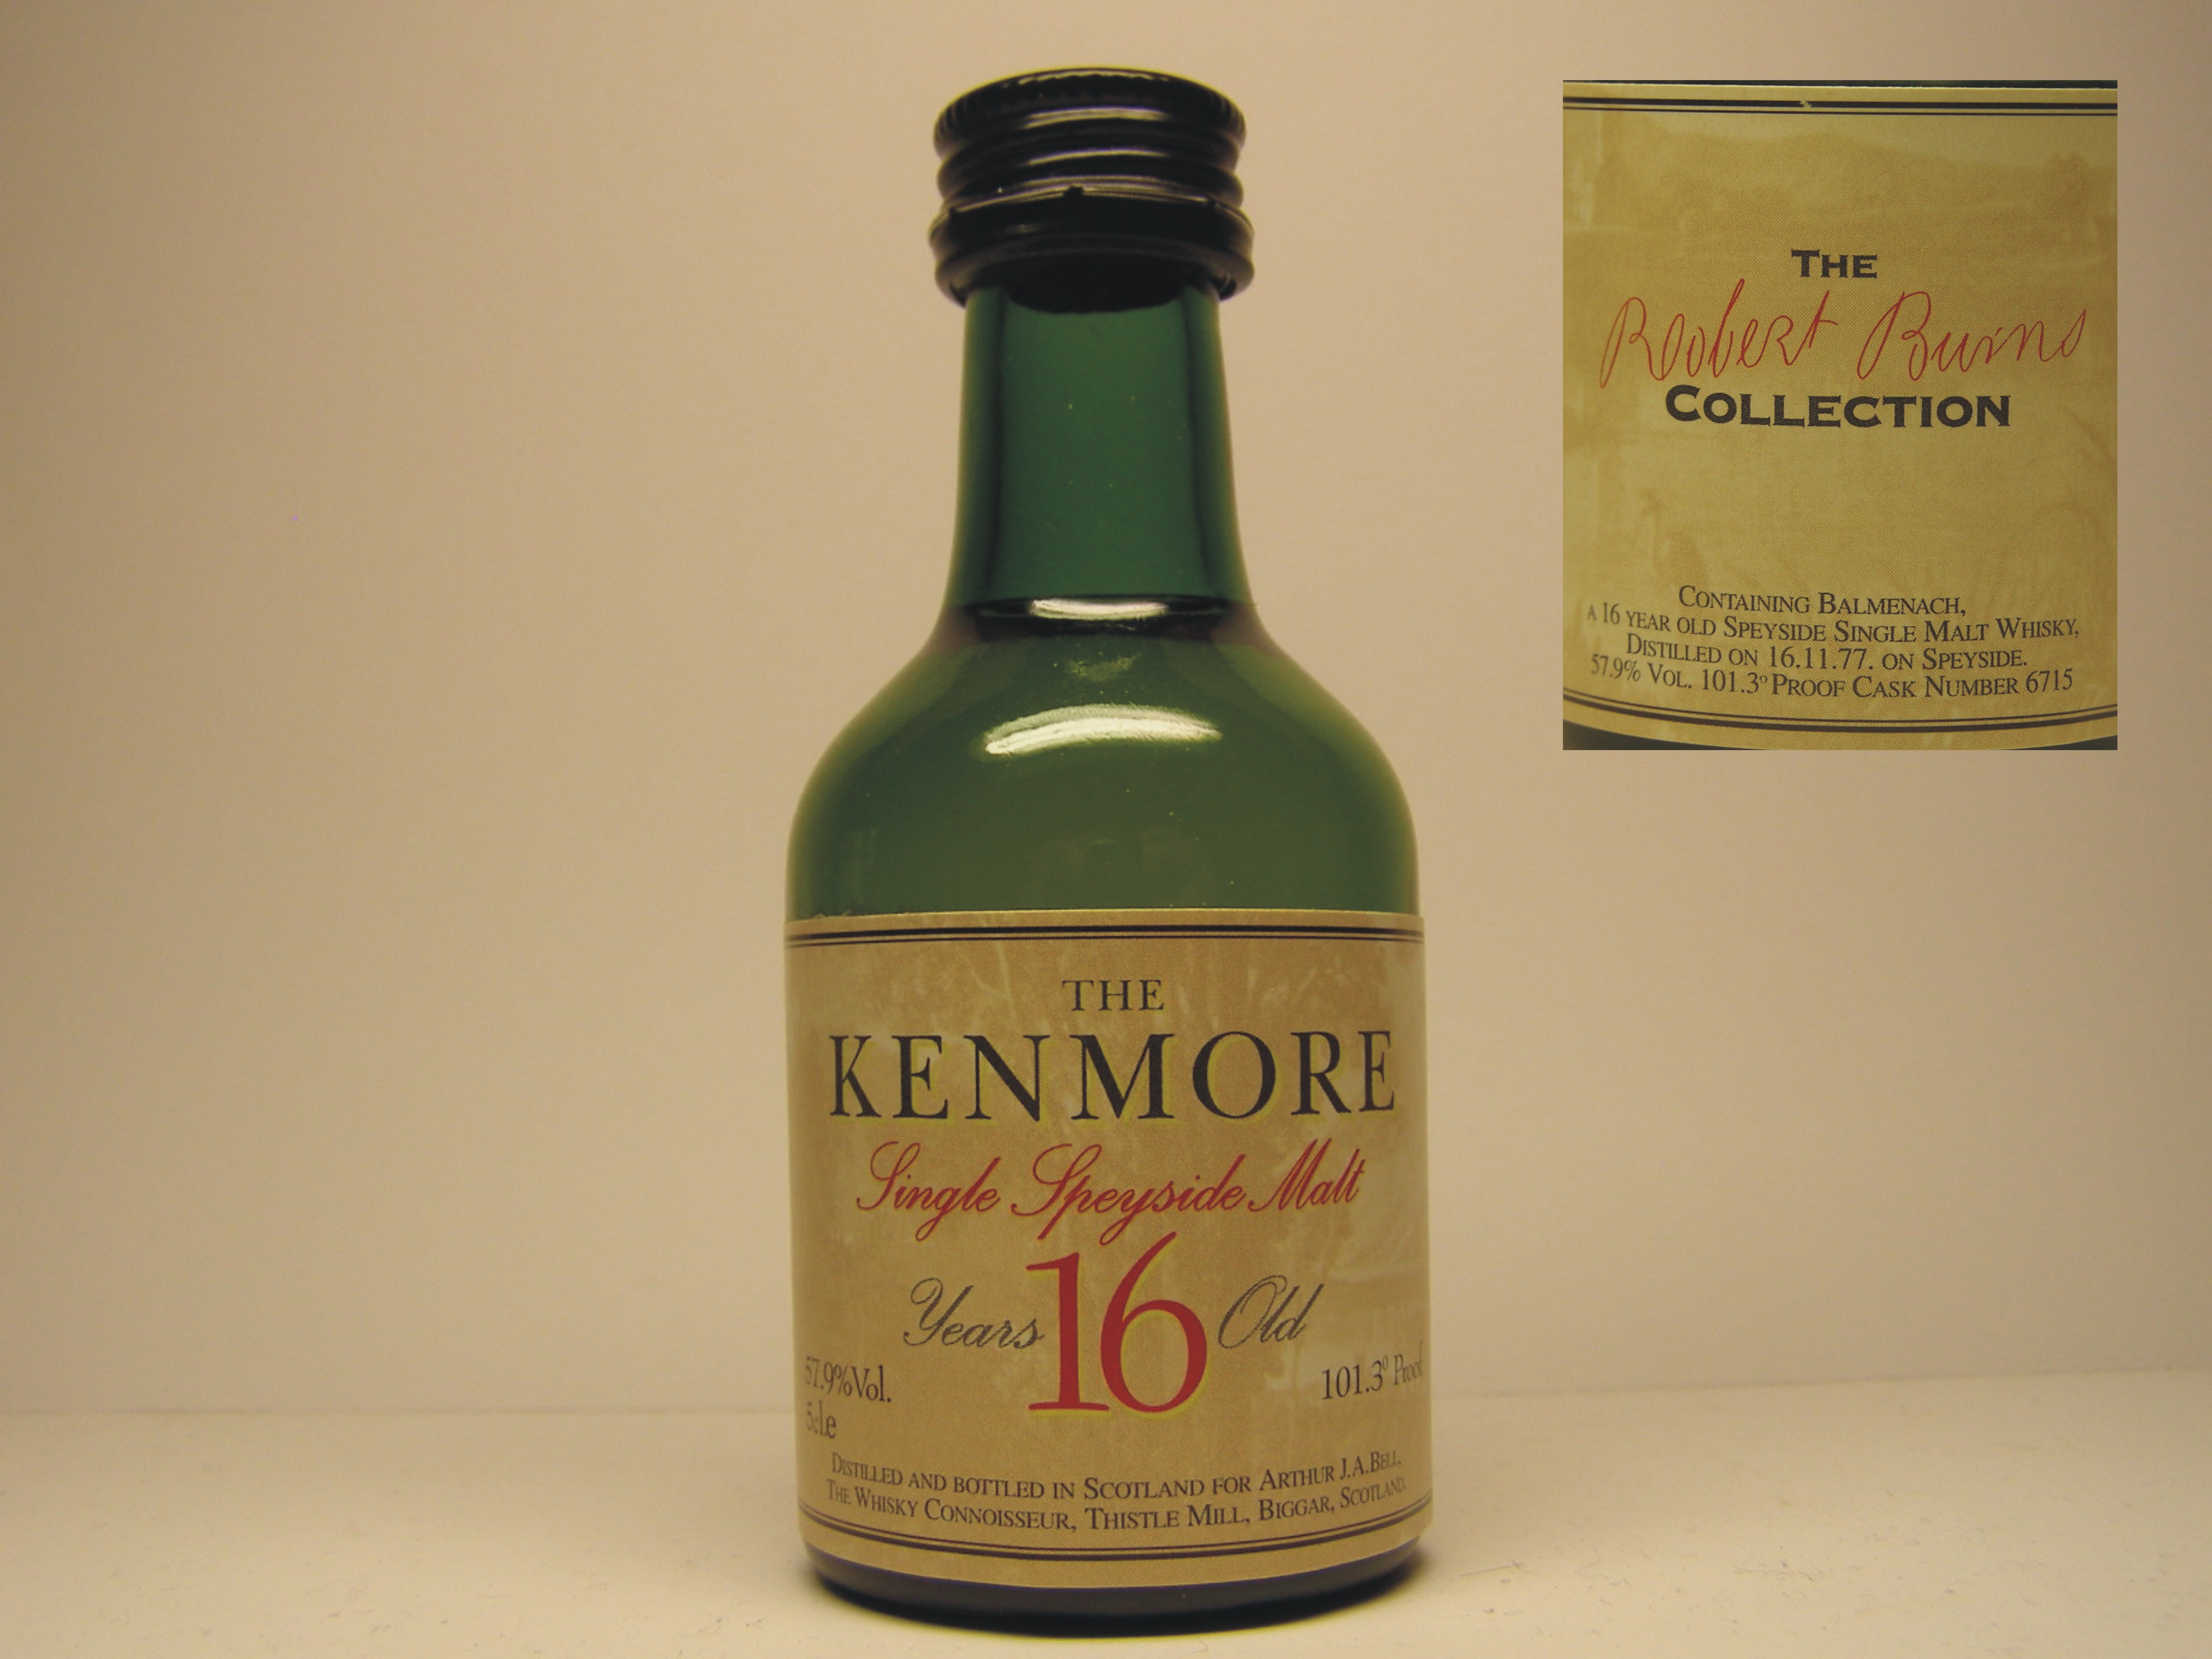 THE
KENMORE
Single Speyside Malt
Years 16 Old
57.9%Vol.
101.3º Proof
5cl.e
DISTILLED AND BOTTLED IN SCOTLAND FOR ARTHUR J.A.BELL,
THE WHISKY CONNOISSEUR, THISTLE MILL, BIGGAR, SCOTLAND.
THE
Robert Burns
COLLECTION
CONTAINING BALMENACH,
A 16 YEAR OLD SPEYSIDE SINGLE MALT WHISKY,
DISTILLED ON 16.11.77. ON SPEYSIDE.
57.9% VOL. 101.3º PROOF CASK NUMBER 6715